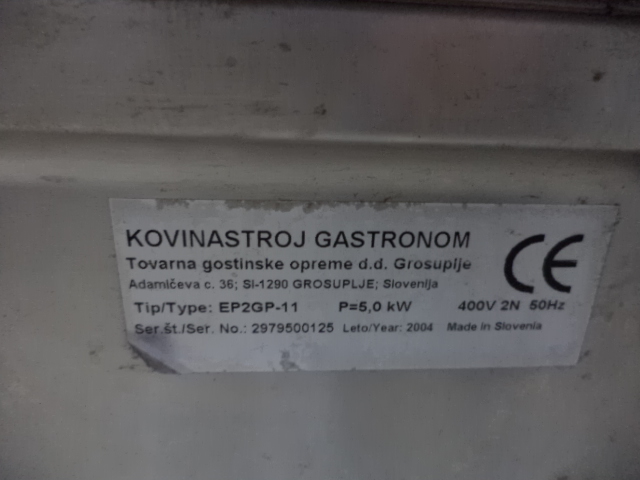 KOVINASTROJ GASTRONOM
Tovarna gostinske opreme d.d. Grosuplje
Adamičeva c. 36; SI-1290 GROSUPLJE; Slovenija
Tip/Type: EP2GP-11 P=5,0 kW 400V 2N 50Hz
Ser.št./Ser. No.: 2979500125 Leto/Year: 2004 Made in Slovenia
CE